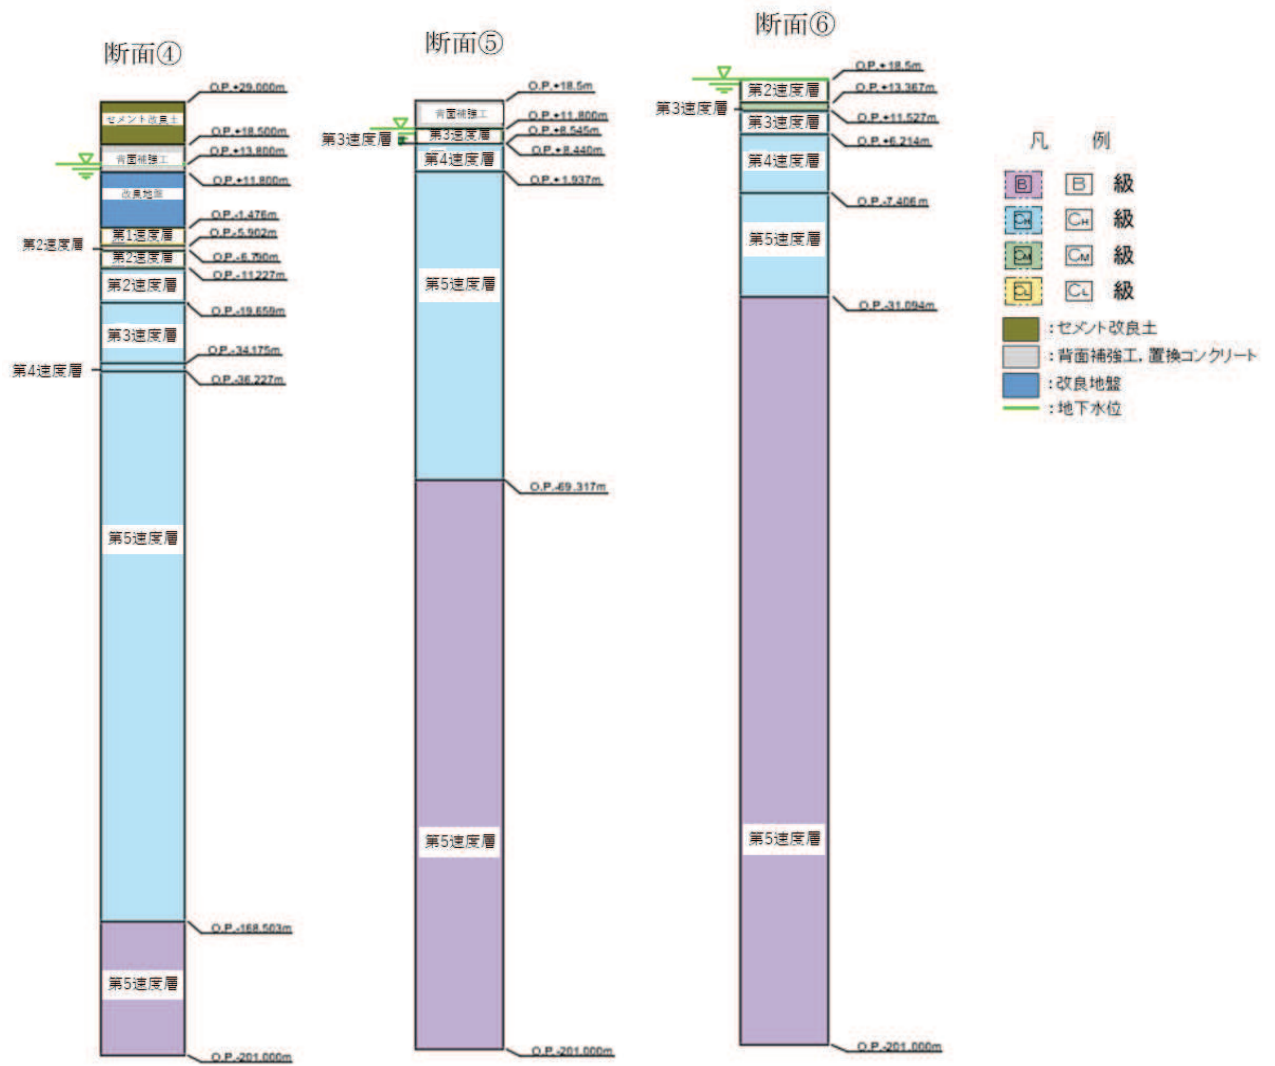 断面④
O.P.+29.000m
セメント改良土
O.P.+18.500m
背面補強工
O.P.+13.800m
O.P.+11.800m
改良地盤
O.P.-1.476m
第1速度層
O.P.-5.902m
第2速度層
O.P.-6.790m
第2速度層
O.P.-11.227m
第2速度層
O.P.-19.659m
第3速度層
O.P.-34.175m
第4速度層
O.P.-36.227m
第5速度層
O.P.-168.503m
第5速度層
O.P.-201.000m
断面⑤
O.P.+18.5m
背面補強工
O.P.+11.800m
第3速度層
O.P.+8.545m
第3速度層
O.P.+8.440m
第4速度層
O.P.+1.937m
第5速度層
O.P.-69.317m
第5速度層
O.P.-201.000m
断面⑥
O.P.+18.5m
第2速度層
O.P.+13.367m
第3速度層
O.P.+11.527m
第3速度層
O.P.+6.214m
第4速度層
O.P.-7.406m
第5速度層
O.P.-31.094m
第5速度層
O.P.-201.000m
凡 例
B B 級
CH CH 級
CM CM 級
CL CL 級
：セメント改良土
：背面補強工，置換コンクリート
：改良地盤
：地下水位